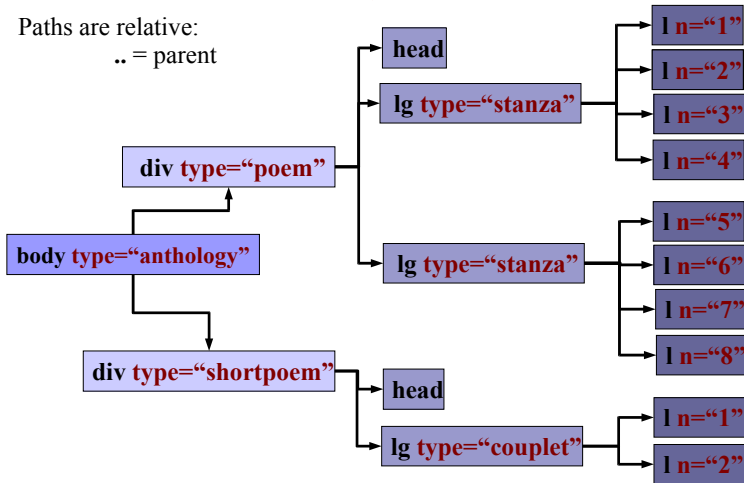 Paths are relative:
.. = parent
head
lg type=“stanza”
l n=“1”
l n=“2”
l n=“3”
l n=“4”
div type=“poem”
body type=“anthology”
lg type=“stanza”
l n=“5”
l n=“6”
l n=“7”
l n=“8”
div type=“shortpoem”
head
lg type=“couplet”
l n=“1”
l n=“2”